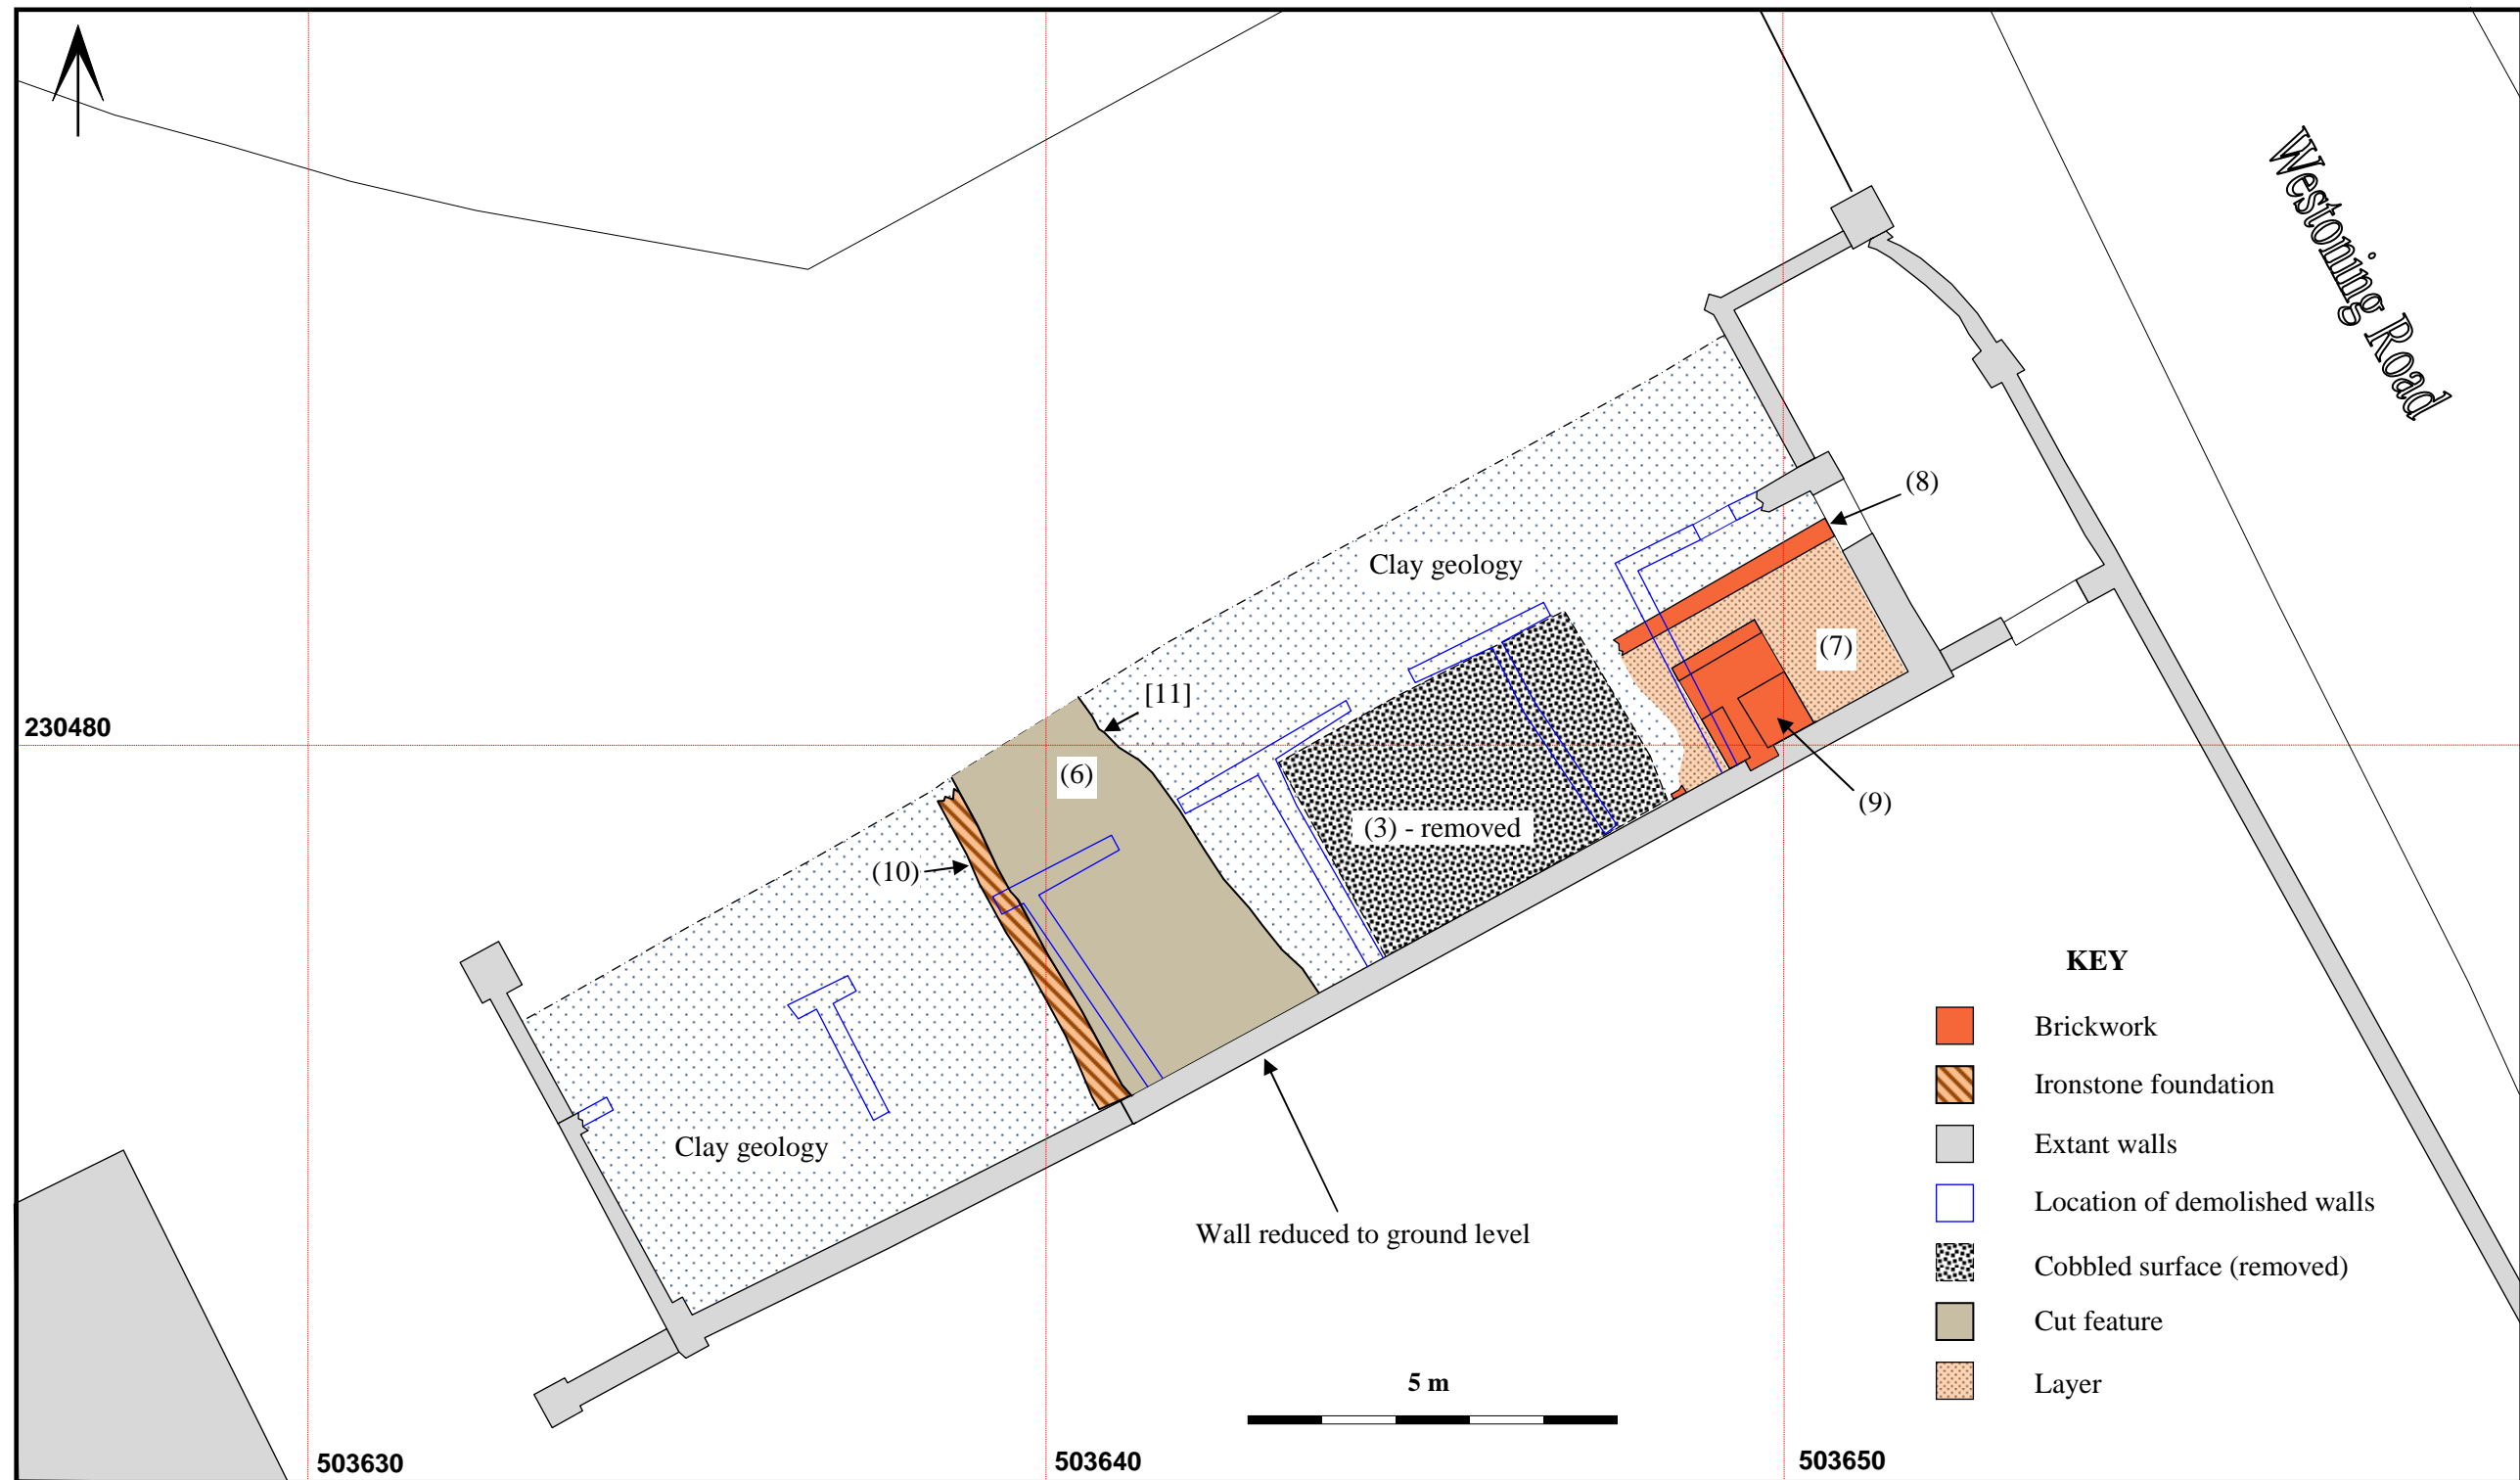 Westoning Road
(8)
Clay geology
(7)
[11]
230480
(6)
(9)
(3) - removed
(10)
KEY
Brickwork
Ironstone foundation
Clay geology
Extant walls
Location of demolished walls
Wall reduced to ground level
Cobbled surface (removed)
Cut feature
5 m
Layer
503630
503640
503650